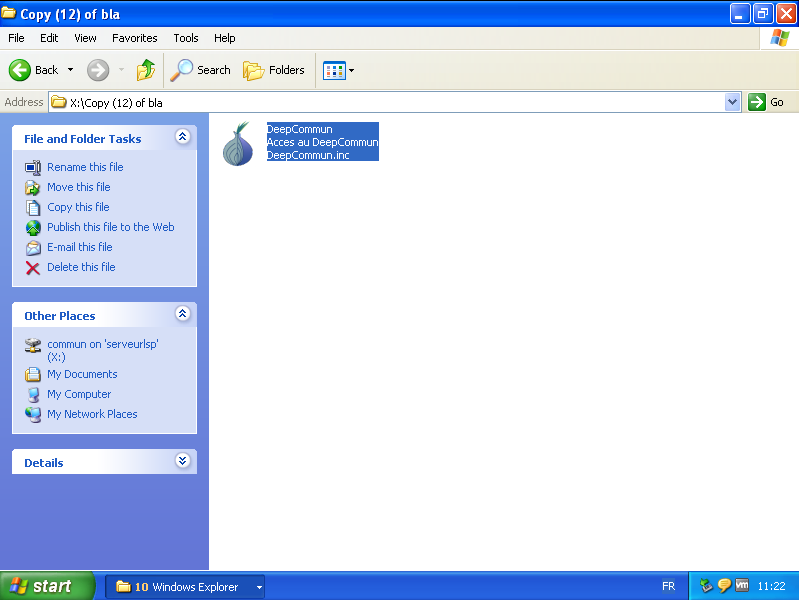 Copy (12) of bla
File Edit View Favorites Tools Help
Back Search Folders
Address X:\Copy (12) of bla Go
File and Folder Tasks
Rename this file
Move this file
Copy this file
Publish this file to the Web
E-mail this file
Delete this file
Other Places
commun on 'serveurlsp'
(X:)
My Documents
My Computer
My Network Places
Details
DeepCommun
Acces au DeepCommun
DeepCommun.inc
start 10 Windows Explorer FR vm 11:22